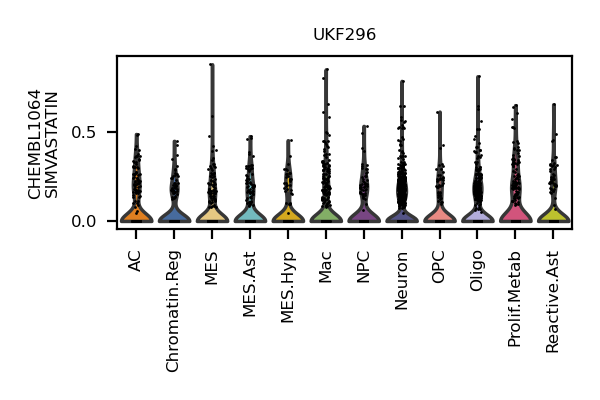 UKF296
CHEMBL1064
SIMVASTATIN
0.5
0.0
AC
Chromatin.Reg
MES
MES.Ast
MES.Hyp
Mac
NPC
Neuron
OPC
Oligo
Prolif.Metab
Reactive.Ast